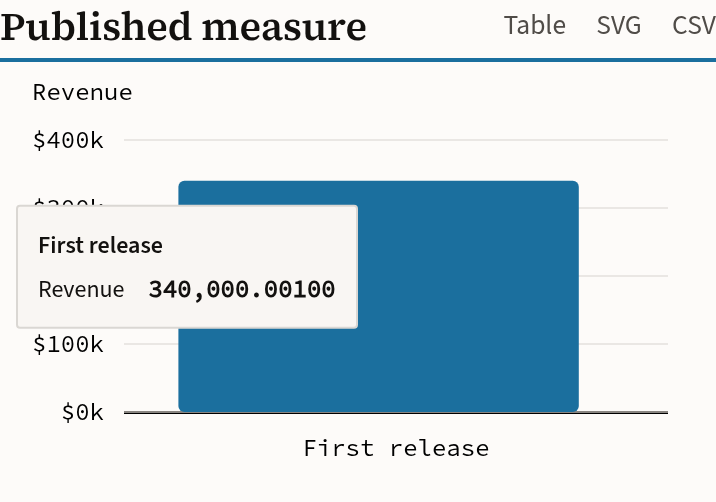 Published measure
Table SVG CSV
Revenue
$400k
First release
Revenue 340,000.00100
$100k
$0k
First release